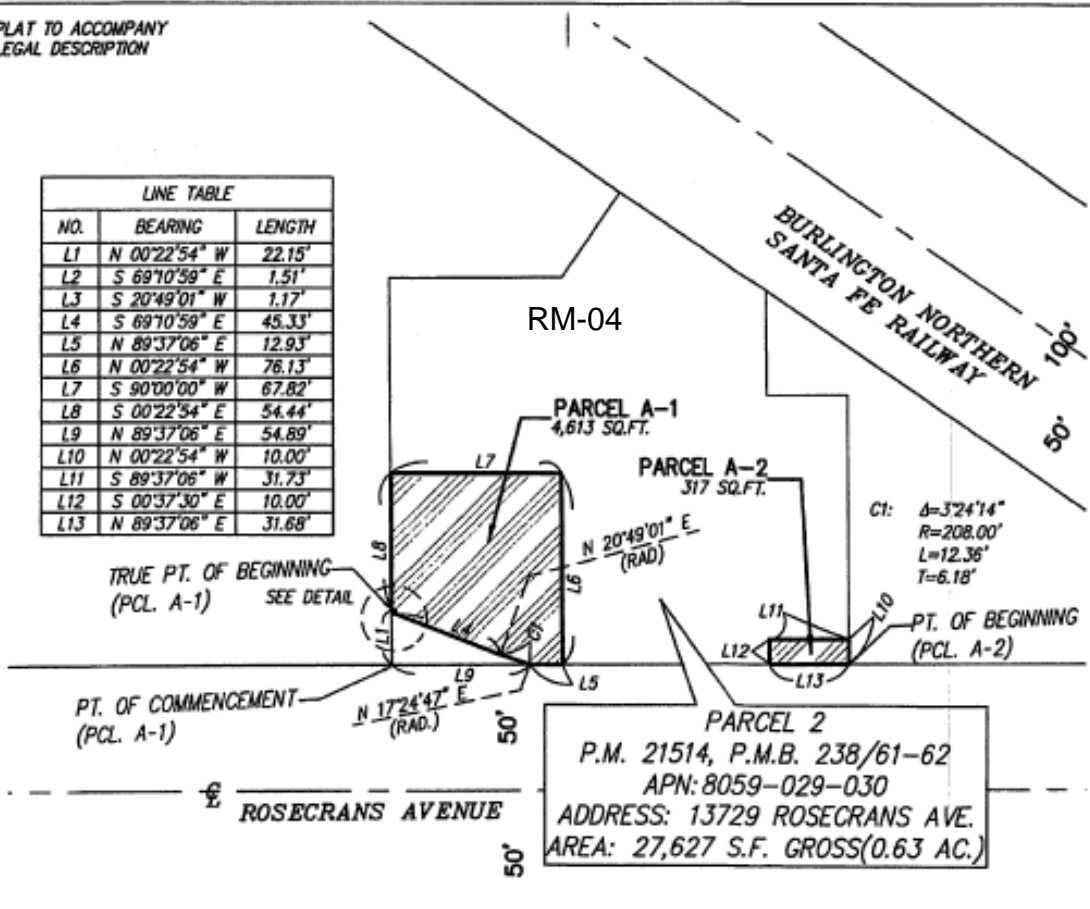 PLAT TO ACCOMPANY
LEGAL DESCRIPTION
LINE TABLE
NO. BEARING LENGTH
L1 N 00°22'54" W 22.15'
L2 S 69°10'59" E 1.51'
L3 S 20°49'01" W 1.17'
L4 S 69°10'59" E 45.33'
L5 N 89°37'06" E 12.93'
L6 N 00°22'54" W 76.13'
L7 S 90°00'00" W 67.82'
L8 S 00°22'54" E 54.44'
L9 N 89°37'06" E 54.89'
L10 N 00°22'54" W 10.00'
L11 S 89°37'06" W 31.73'
L12 S 00°37'30" E 10.00'
L13 N 89°37'06" E 31.68'
BURLINGTON NORTHERN
SANTA FE RAILWAY
100'
50'
RM-04
PARCEL A-1
4,613 SQ.FT.
L7
PARCEL A-2
317 SQ.FT.
C1: Δ=3°24'14"
R=208.00'
L=12.36'
T=6.18'
N 20°49'01" E
(RAD)
L8
L6
TRUE PT. OF BEGINNING
(PCL. A-1)
SEE DETAIL
L1
L4
C1
L11
L10
L12
L13
PT. OF BEGINNING
(PCL. A-2)
L9
L5
PT. OF COMMENCEMENT
(PCL. A-1)
N 17°24'47" E
(RAD.)
50'
PARCEL 2
P.M. 21514, P.M.B. 238/61-62
APN: 8059-029-030
ADDRESS: 13729 ROSECRANS AVE.
AREA: 27,627 S.F. GROSS(0.63 AC.)
℄ ROSECRANS AVENUE
50'